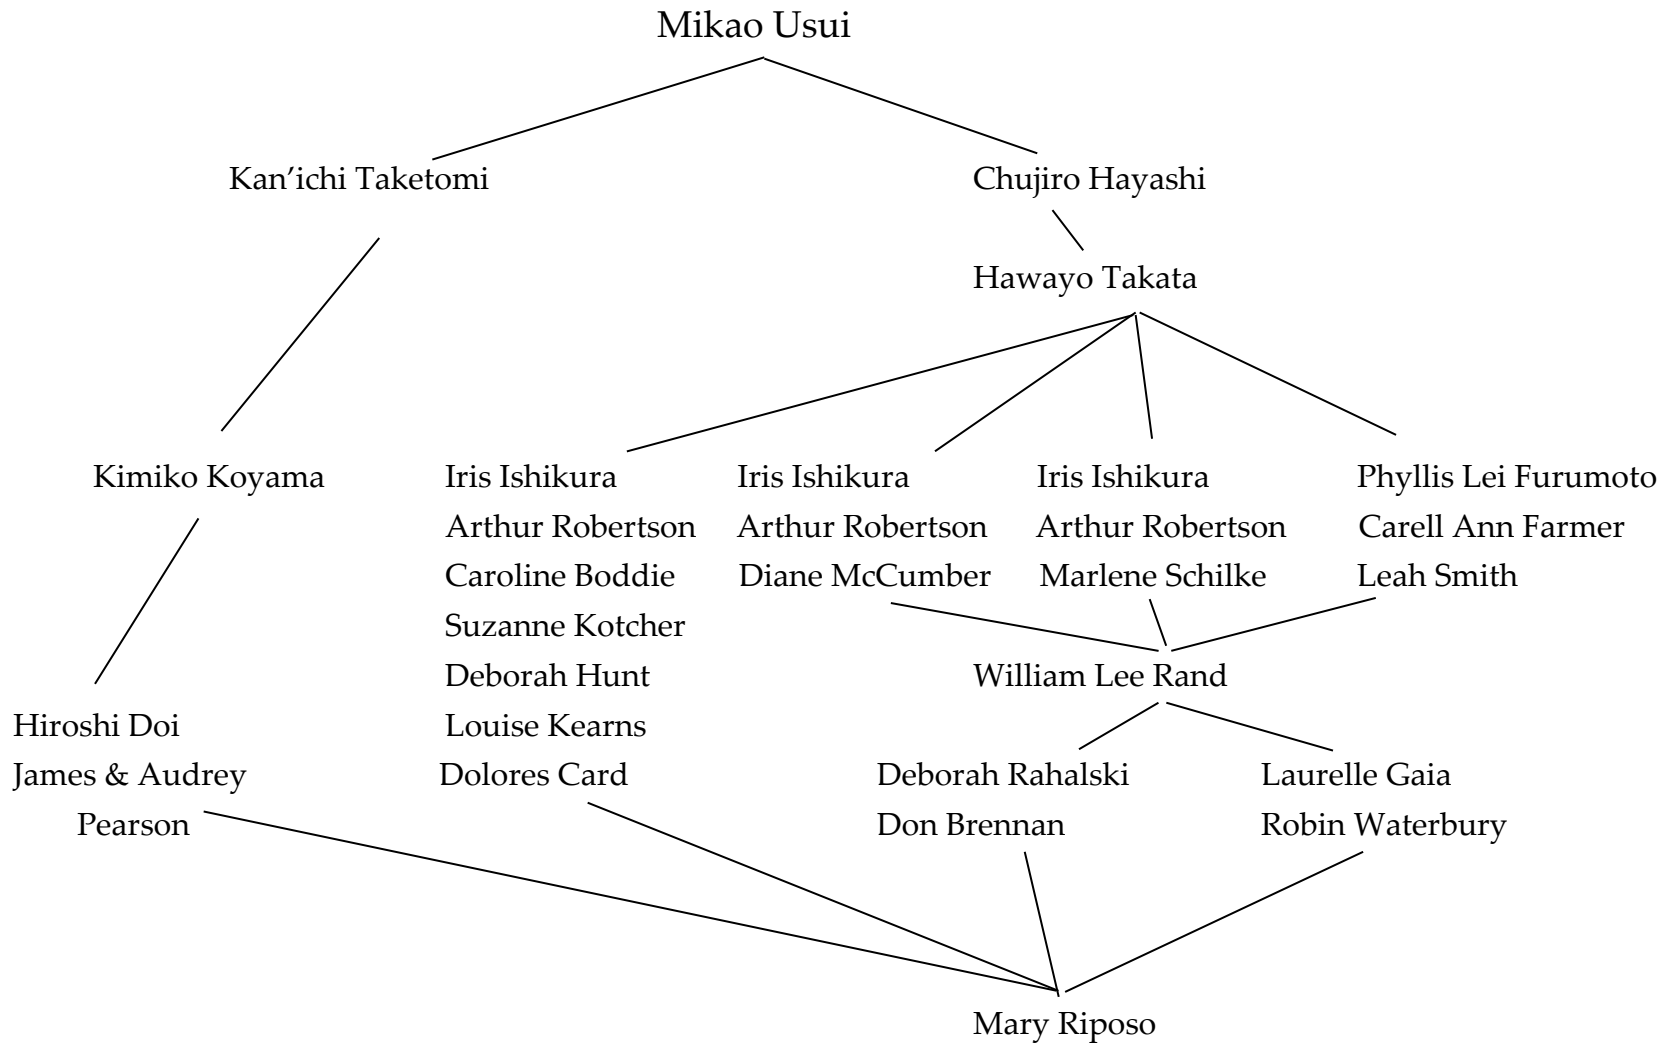 Mikao Usui
Kan’ichi Taketomi
Chujiro Hayashi
Hawayo Takata
Kimiko Koyama
Iris Ishikura
Arthur Robertson
Caroline Boddie
Suzanne Kotcher
Deborah Hunt
Louise Kearns
Dolores Card
Iris Ishikura
Arthur Robertson
Diane McCumber
Iris Ishikura
Arthur Robertson
Marlene Schilke
Phyllis Lei Furumoto
Carell Ann Farmer
Leah Smith
William Lee Rand
Hiroshi Doi
James & Audrey
Pearson
Deborah Rahalski
Don Brennan
Laurelle Gaia
Robin Waterbury
Mary Riposo